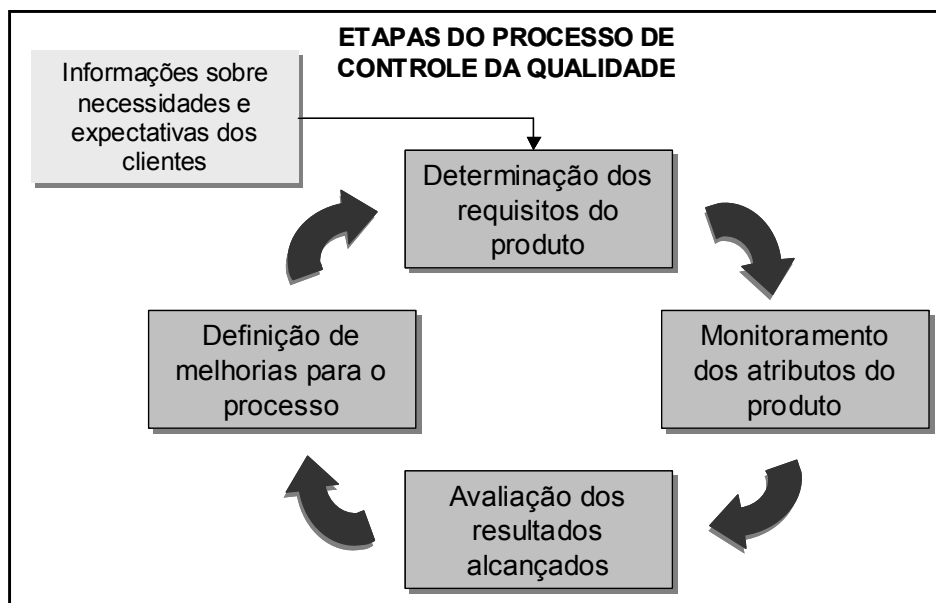 ETAPAS DO PROCESSO DE
CONTROLE DA QUALIDADE
Informações sobre
necessidades e
expectativas dos
clientes
Determinação dos
requisitos do
produto
Monitoramento
dos atributos do
produto
Avaliação dos
resultados
alcançados
Definição de
melhorias para o
processo